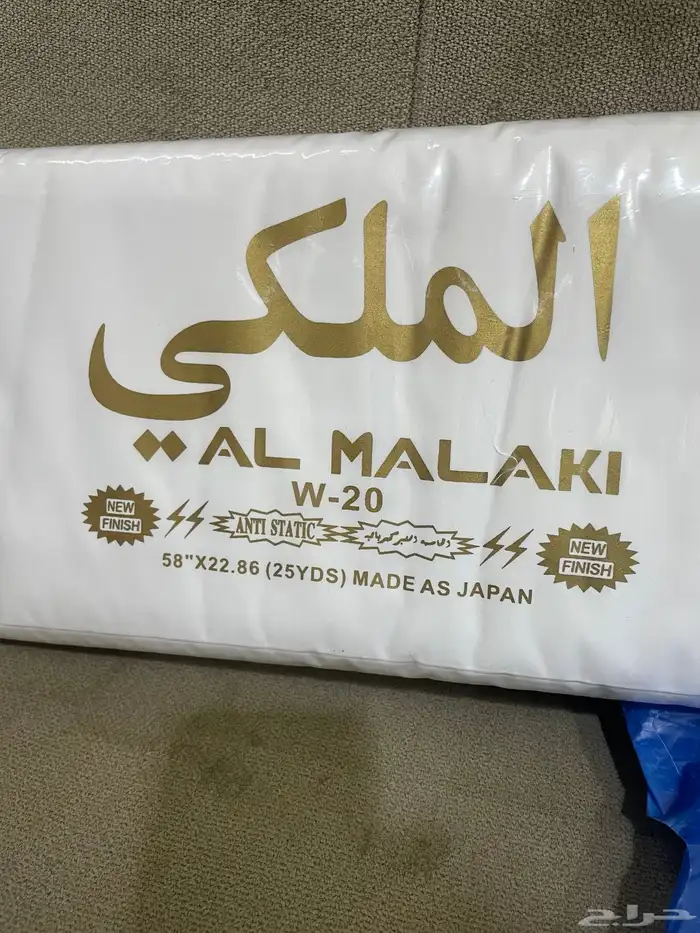 الملكي
AL MALAKI
W-20
NEW FINISH ANTI STATIC NEW FINISH
58"X22.86 (25YDS) MADE AS JAPAN
حراج